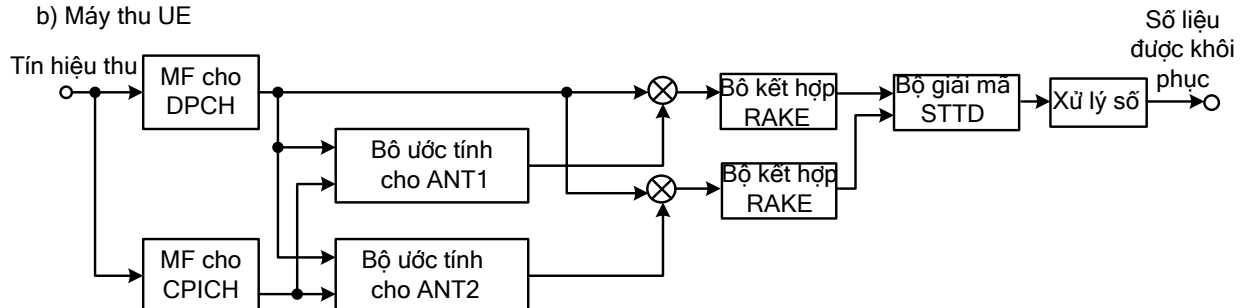 b) Máy thu UE
Số liệu
được khôi
phục
Tín hiệu thu
MF cho
DPCH
Bô kết hợp
RAKE
Bộ giải mã
STTD
Xử lý số
Bô ước tính
cho ANT1
Bộ kết hợp
RAKE
MF cho
CPICH
Bộ ước tính
cho ANT2